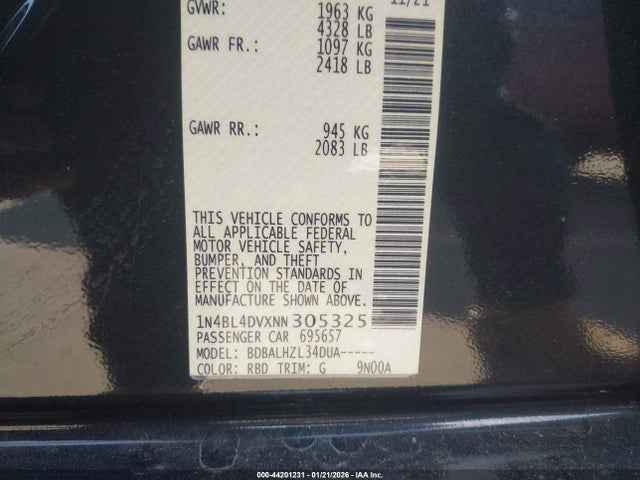 11/21
GVWR: 1963 KG
4328 LB
GAWR FR.: 1097 KG
2418 LB
GAWR RR.: 945 KG
2083 LB
THIS VEHICLE CONFORMS TO
ALL APPLICABLE FEDERAL
MOTOR VEHICLE SAFETY,
BUMPER, AND THEFT
PREVENTION STANDARDS IN
EFFECT ON THE DATE OF
MANUFACTURE SHOWN ABOVE.
1N4BL4DVXNN305325
PASSENGER CAR 695657
MODEL: BDBALHZL34DUA-----
COLOR: RBD TRIM: G 9N00A
000-44201231 - 01/21/2026 - IAA Inc.